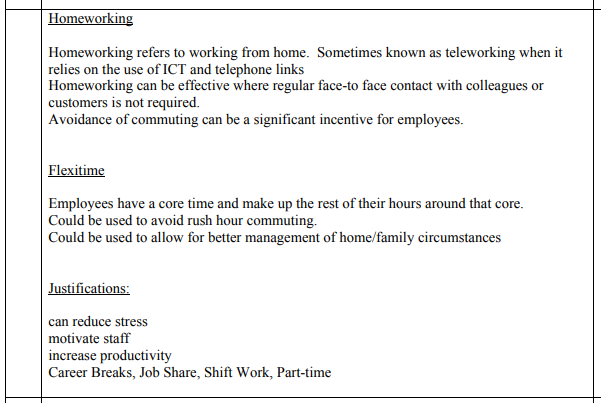 Homeworking
Homeworking refers to working from home. Sometimes known as teleworking when it
relies on the use of ICT and telephone links
Homeworking can be effective where regular face-to face contact with colleagues or
customers is not required.
Avoidance of commuting can be a significant incentive for employees.
Flexitime
Employees have a core time and make up the rest of their hours around that core.
Could be used to avoid rush hour commuting.
Could be used to allow for better management of home/family circumstances
Justifications:
can reduce stress
motivate staff
increase productivity
Career Breaks, Job Share, Shift Work, Part-time